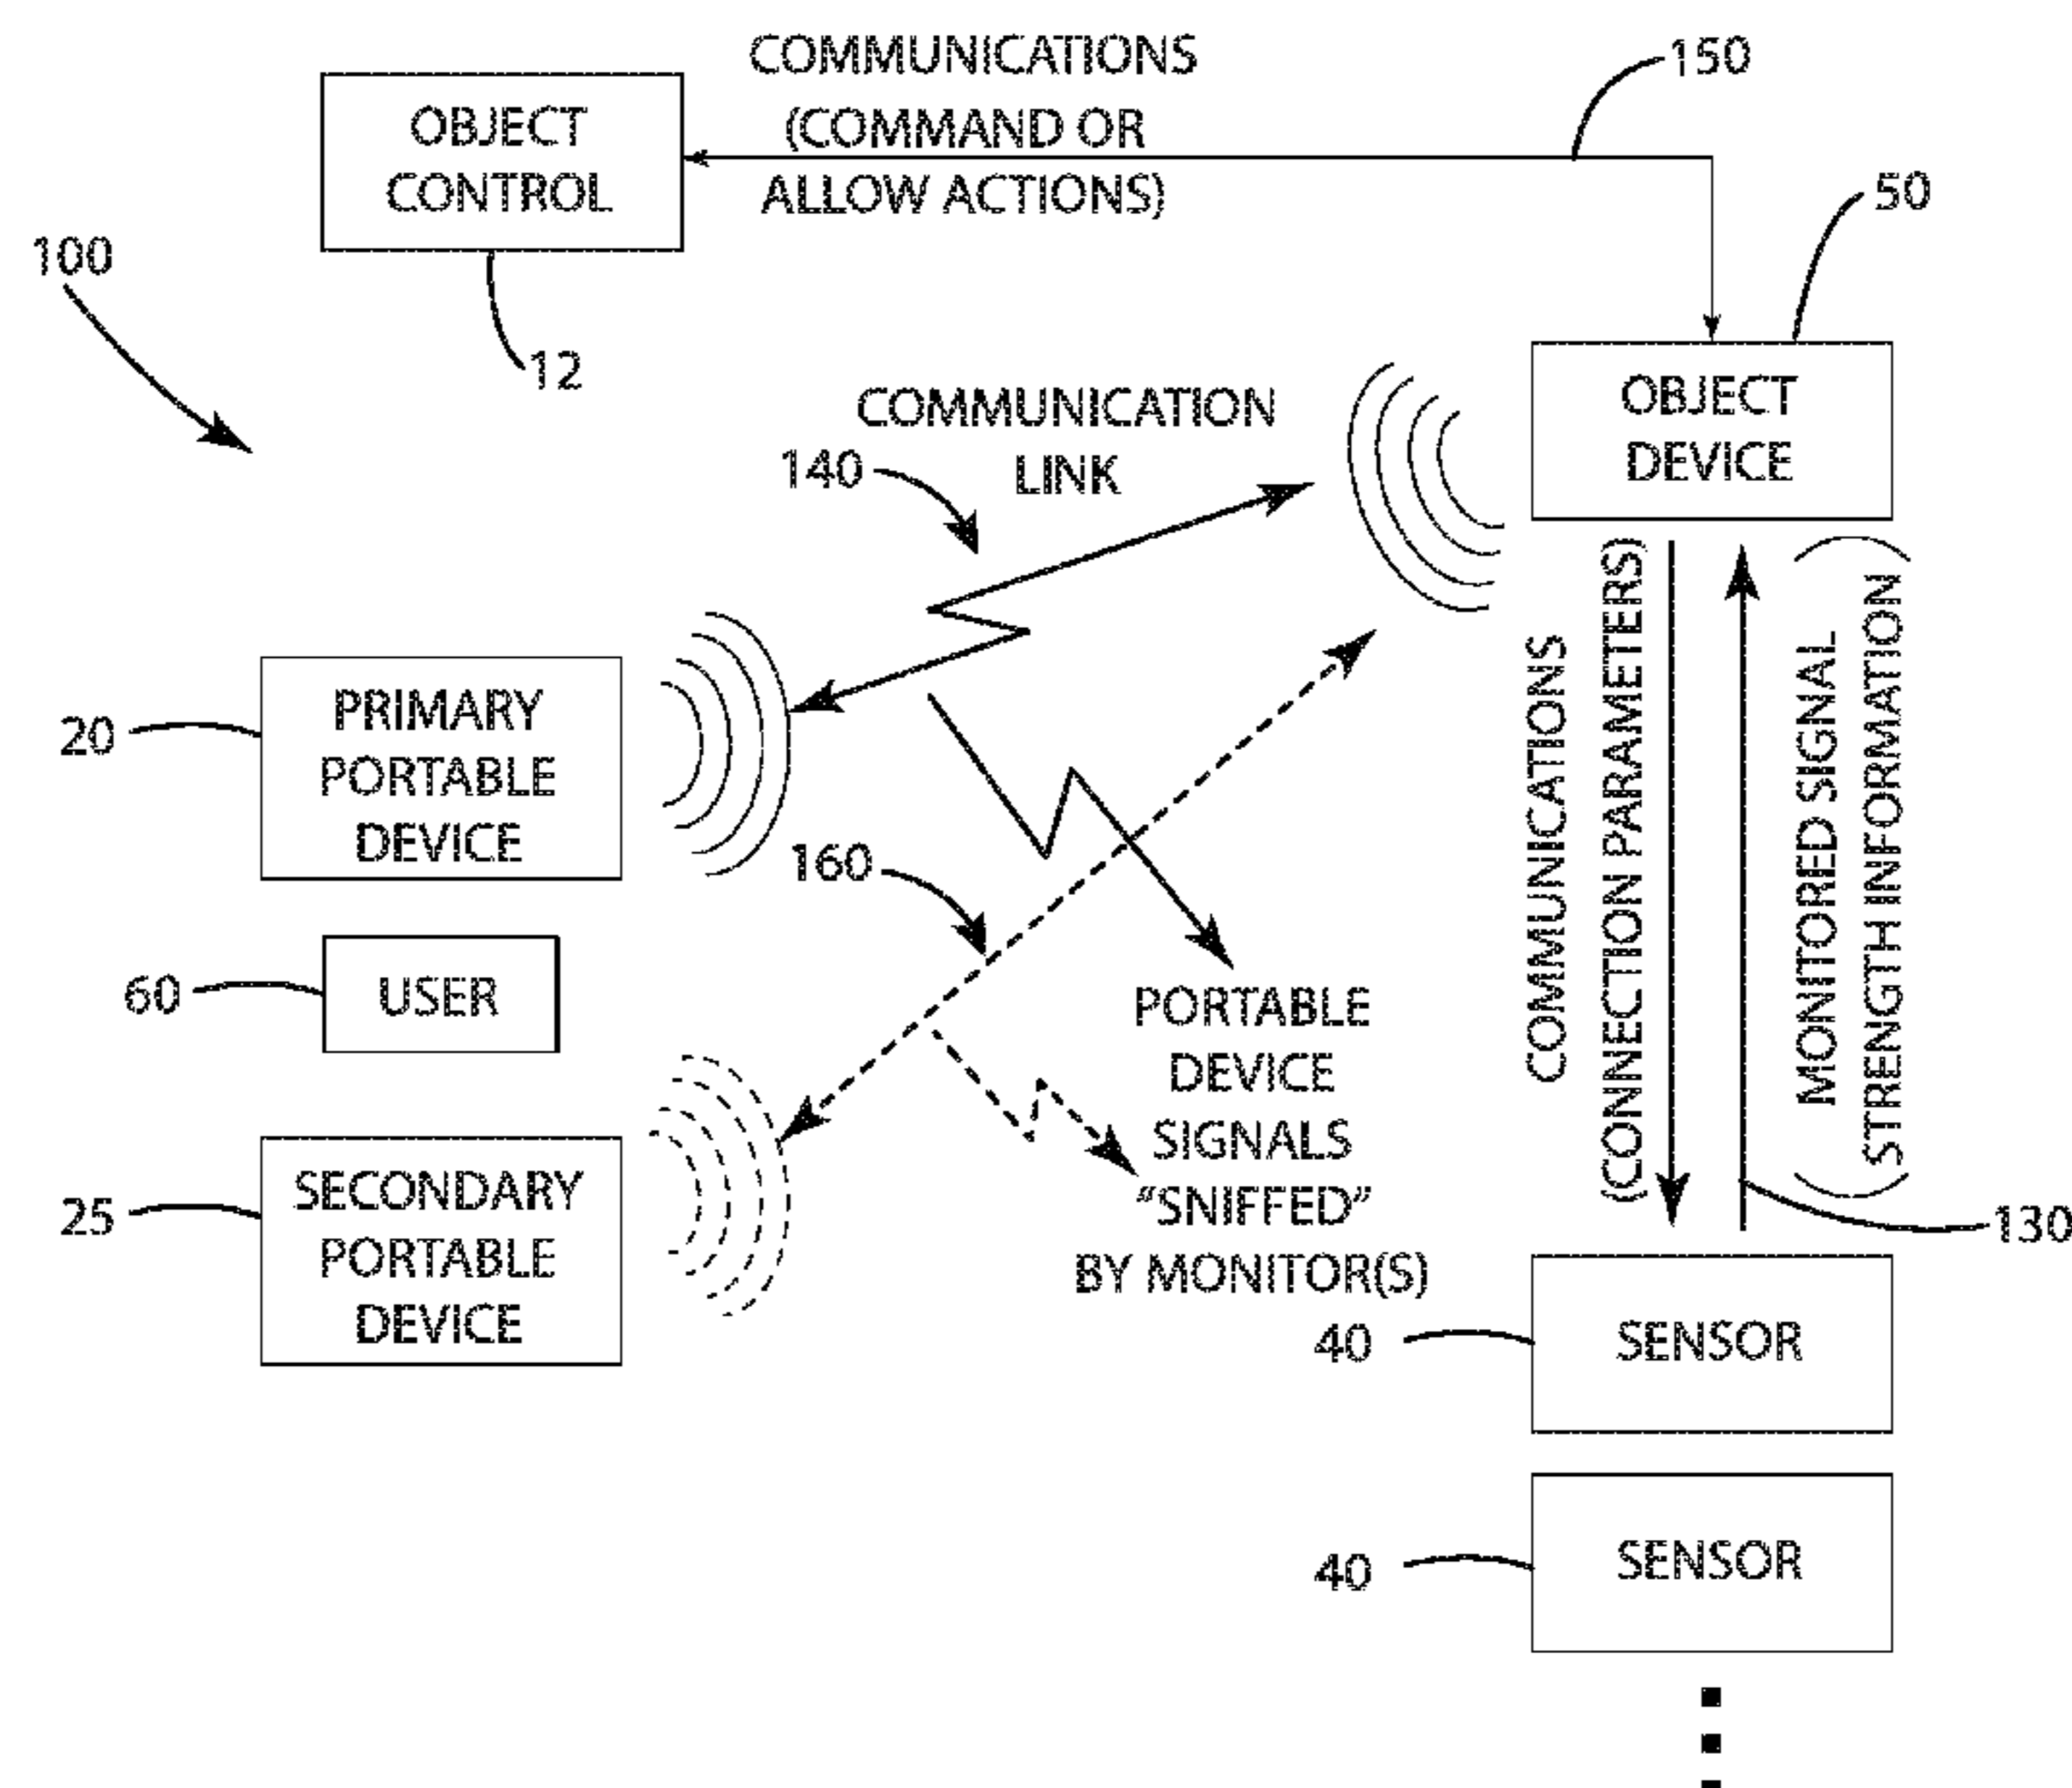 COMMUNICATIONS
(COMMAND OR
ALLOW ACTIONS)
150
OBJECT
CONTROL
50
100
12
OBJECT
DEVICE
COMMUNICATION
LINK
140
COMMUNICATIONS
(CONNECTION PARAMETERS)
MONITORED SIGNAL
STRENGTH INFORMATION
PRIMARY
PORTABLE
DEVICE
20
160
60
USER
PORTABLE
DEVICE
SIGNALS
“SNIFFED”
BY MONITOR(S)
SECONDARY
PORTABLE
DEVICE
25
130
40
SENSOR
40
SENSOR